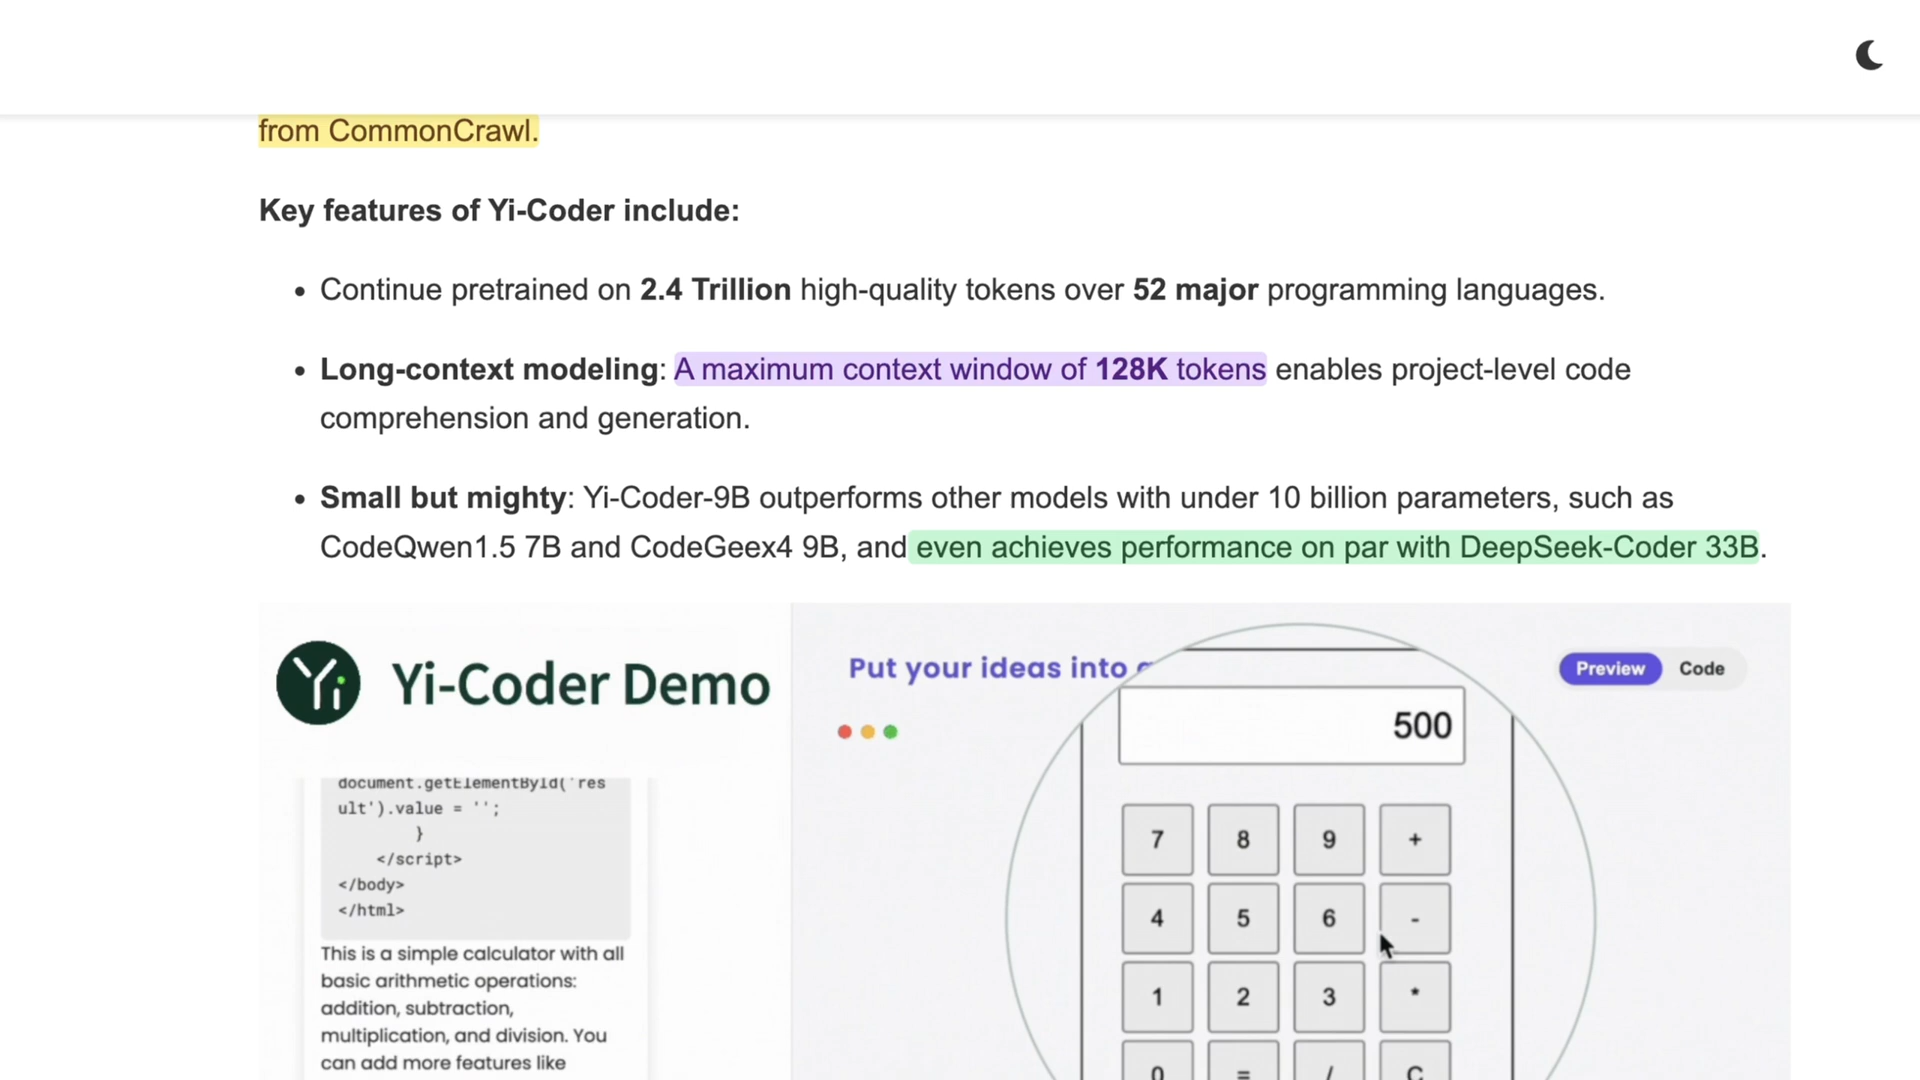 from CommonCrawl.
Key features of Yi-Coder include:
• Continue pretrained on 2.4 Trillion high-quality tokens over 52 major programming languages.
• Long-context modeling: A maximum context window of 128K tokens enables project-level code
comprehension and generation.
• Small but mighty: Yi-Coder-9B outperforms other models with under 10 billion parameters, such as
CodeQwen1.5 7B and CodeGeex4 9B, and even achieves performance on par with DeepSeek-Coder 33B.
Yi Yi-Coder Demo
document.getElementById('res
ult').value = '';
}
</script>
</body>
</html>
This is a simple calculator with all
basic arithmetic operations:
addition, subtraction,
multiplication, and division. You
can add more features like
Put your ideas into
Preview Code
500
7 8 9 +
4 5 6 -
1 2 3 *
0 = / C